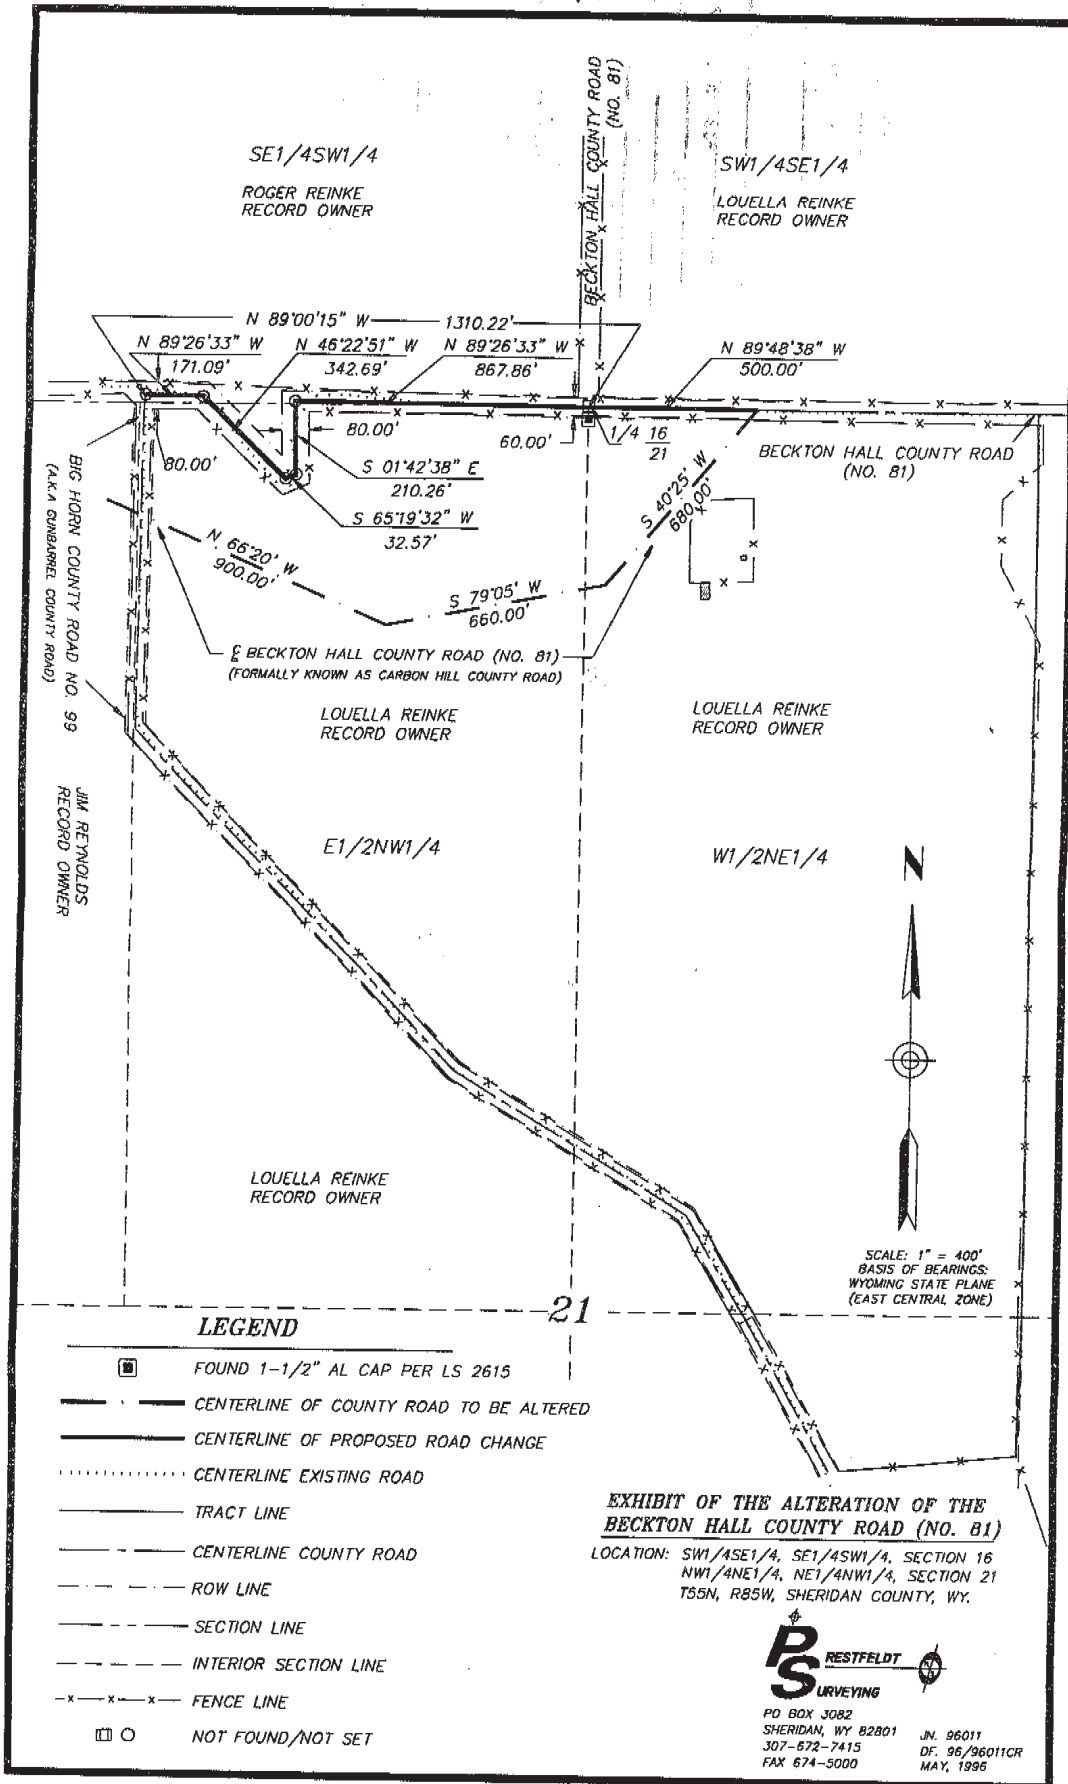 SE1/4SW1/4
ROGER REINKE
RECORD OWNER
BECKTON HALL COUNTY ROAD
(NO. 81)
SW1/4SE1/4
LOUELLA REINKE
RECORD OWNER
N 89°00'15" W
1310.22'
N 89°26'33" W
171.09'
N 46°22'51" W
342.69'
N 89°26'33" W
867.86'
N 89°48'38" W
500.00'
80.00'
80.00'
60.00'
1/4 16
21
BECKTON HALL COUNTY ROAD
(NO. 81)
S 01°42'38" E
210.26'
S 65°19'32" W
32.57'
S 40°25' W
680.00'
N 66°20' W
900.00'
S 79°05' W
660.00'
BIG HORN COUNTY ROAD NO. 99
(A.K.A GUNBARREL COUNTY ROAD)
℄ BECKTON HALL COUNTY ROAD (NO. 81)
(FORMALLY KNOWN AS CARBON HILL COUNTY ROAD)
LOUELLA REINKE
RECORD OWNER
LOUELLA REINKE
RECORD OWNER
JIM REYNOLDS
RECORD OWNER
E1/2NW1/4
W1/2NE1/4
N
LOUELLA REINKE
RECORD OWNER
SCALE: 1" = 400'
BASIS OF BEARINGS:
WYOMING STATE PLANE
(EAST CENTRAL ZONE)
21
LEGEND
FOUND 1-1/2" AL CAP PER LS 2615
CENTERLINE OF COUNTY ROAD TO BE ALTERED
CENTERLINE OF PROPOSED ROAD CHANGE
CENTERLINE EXISTING ROAD
TRACT LINE
CENTERLINE COUNTY ROAD
ROW LINE
SECTION LINE
INTERIOR SECTION LINE
FENCE LINE
NOT FOUND/NOT SET
EXHIBIT OF THE ALTERATION OF THE
BECKTON HALL COUNTY ROAD (NO. 81)
LOCATION: SW1/4SE1/4, SE1/4SW1/4, SECTION 16
NW1/4NE1/4, NE1/4NW1/4, SECTION 21
T55N, R85W, SHERIDAN COUNTY, WY.
PRESTFELDT
SURVEYING
PO BOX 3082
SHERIDAN, WY 82801
307-672-7415
FAX 674-5000
JN. 96011
DF. 96/96011CR
MAY, 1996